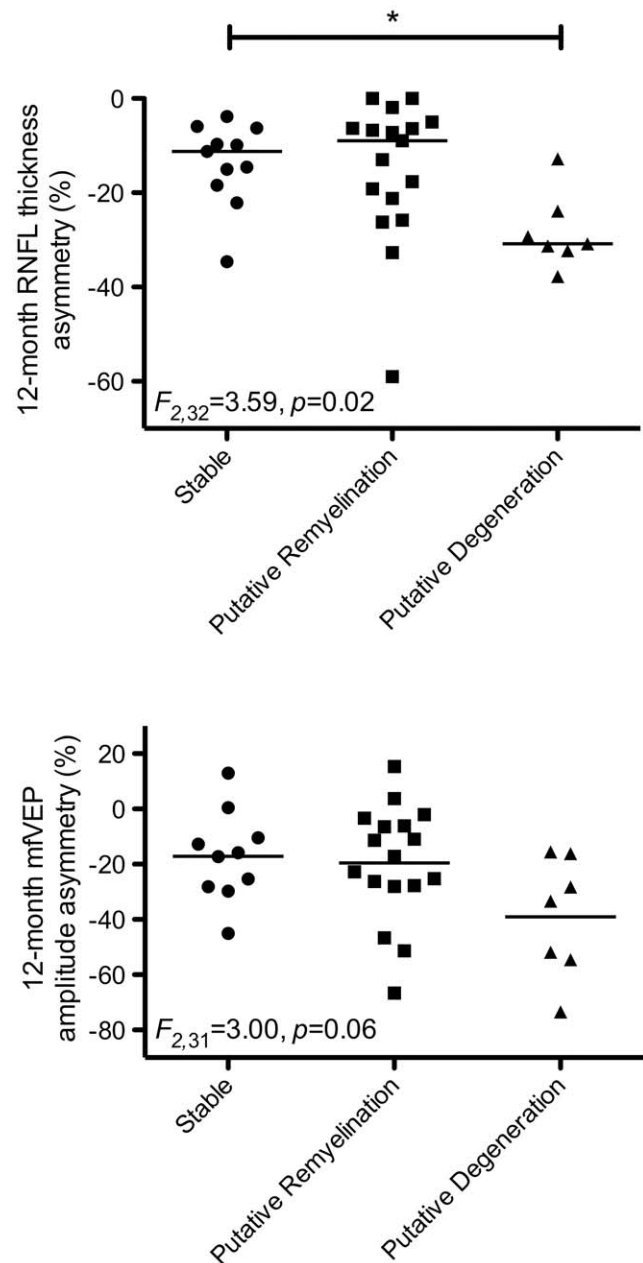 *
12-month RNFL thickness
asymmetry (%)
0
-20
-40
-60
F2,32=3.59, p=0.02
Stable
Putative Remyelination
Putative Degeneration
12-month mfVEP
amplitude asymmetry (%)
20
0
-20
-40
-60
-80
F2,31=3.00, p=0.06
Stable
Putative Remyelination
Putative Degeneration